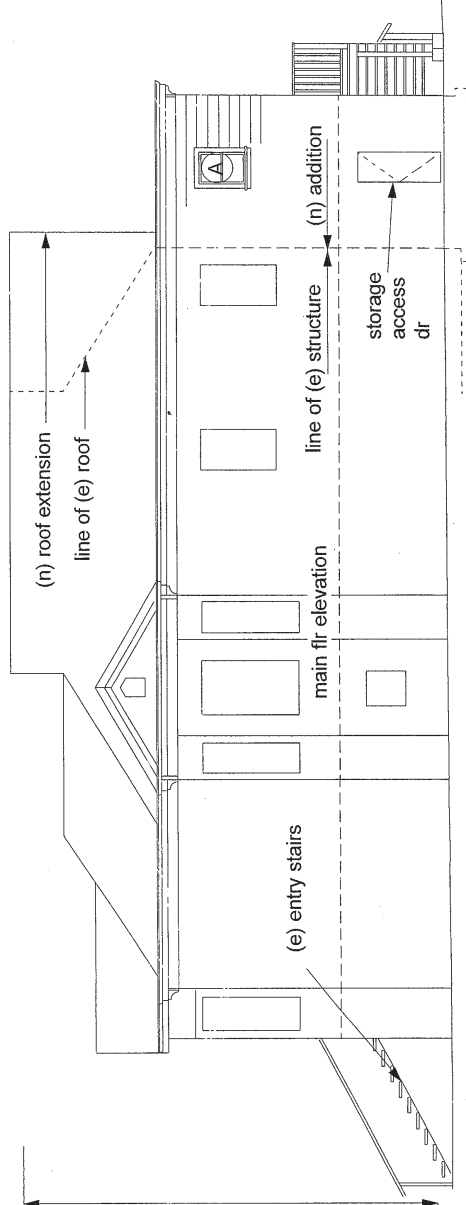 (n) roof extension
line of (e) roof
A
(n) addition
line of (e) structure
main flr elevation
storage
access
dr
(e) entry stairs